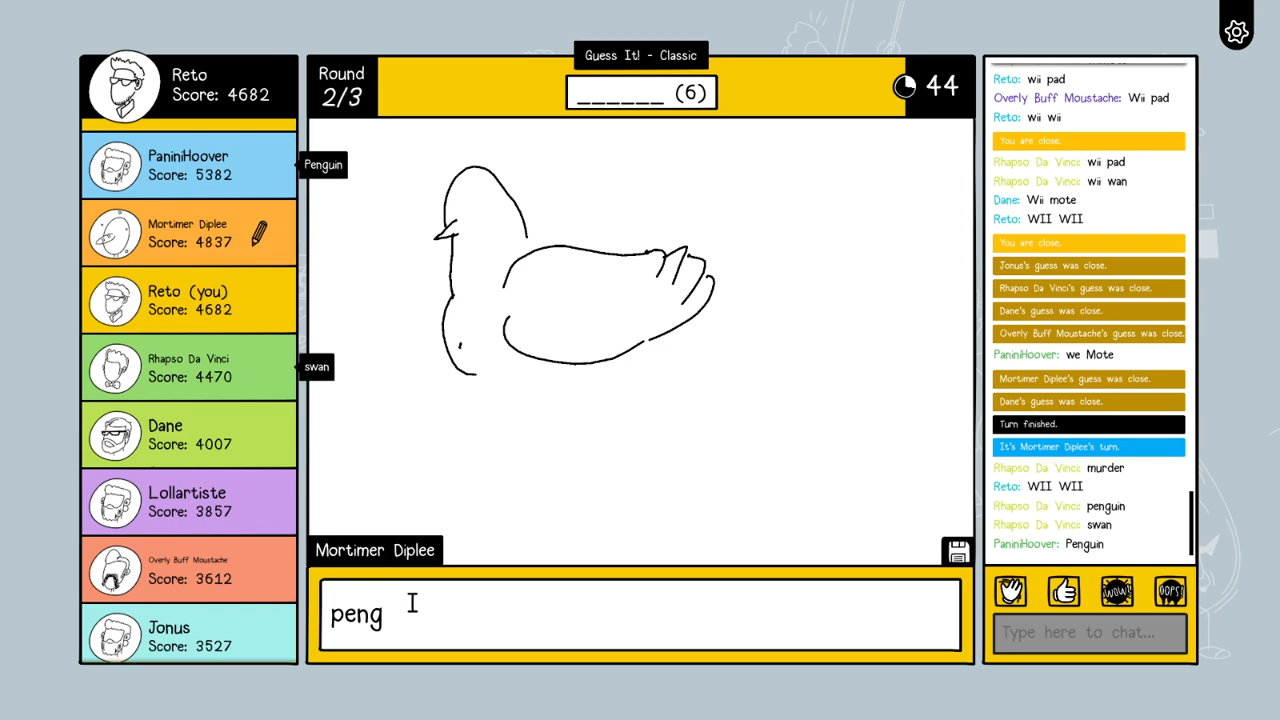 Guess It! - Classic
Reto
Score: 4682
Round
2/3
______ (6)
44
PaniniHoover
Score: 5382
Penguin
Mortimer Diplee
Score: 4837
Reto (you)
Score: 4682
Rhapso Da Vinci
Score: 4470
swan
Dane
Score: 4007
Lollartiste
Score: 3857
Overly Buff Moustache
Score: 3612
Jonus
Score: 3527
Mortimer Diplee
peng
Reto: wii pad
Overly Buff Moustache: Wii pad
Reto: wii wii
You are close.
Rhapso Da Vinci: wii pad
Rhapso Da Vinci: wii wan
Dane: Wii mote
Reto: WII WII
You are close.
Jonus's guess was close.
Rhapso Da Vinci's guess was close.
Dane's guess was close.
Overly Buff Moustache's guess was close.
PaniniHoover: we Mote
Mortimer Diplee's guess was close.
Dane's guess was close.
Turn finished.
It's Mortimer Diplee's turn.
Rhapso Da Vinci: murder
Reto: WII WII
Rhapso Da Vinci: penguin
Rhapso Da Vinci: swan
PaniniHoover: Penguin
WOW!
OOPS!
Type here to chat...